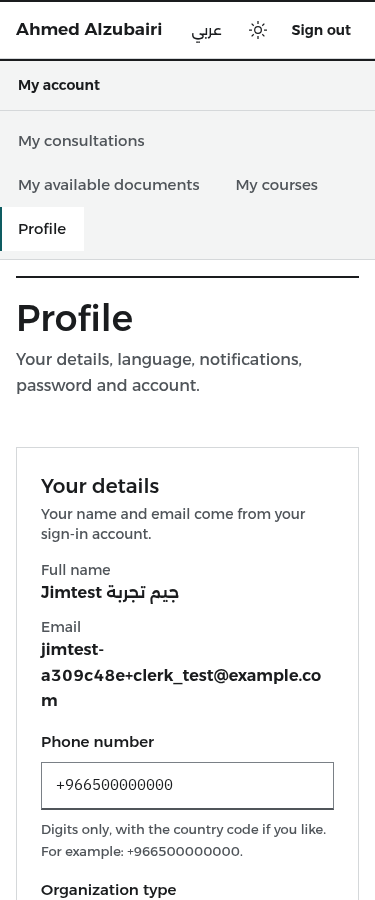 Ahmed Alzubairi عربي Sign out
My account
My consultations
My available documents My courses
Profile
Profile
Your details, language, notifications,
password and account.
Your details
Your name and email come from your
sign-in account.
Full name
Jimtest جيم تجربة
Email
jimtest-
a309c48e+clerk_test@example.co
m
Phone number
+966500000000
Digits only, with the country code if you like.
For example: +966500000000.
Organization type